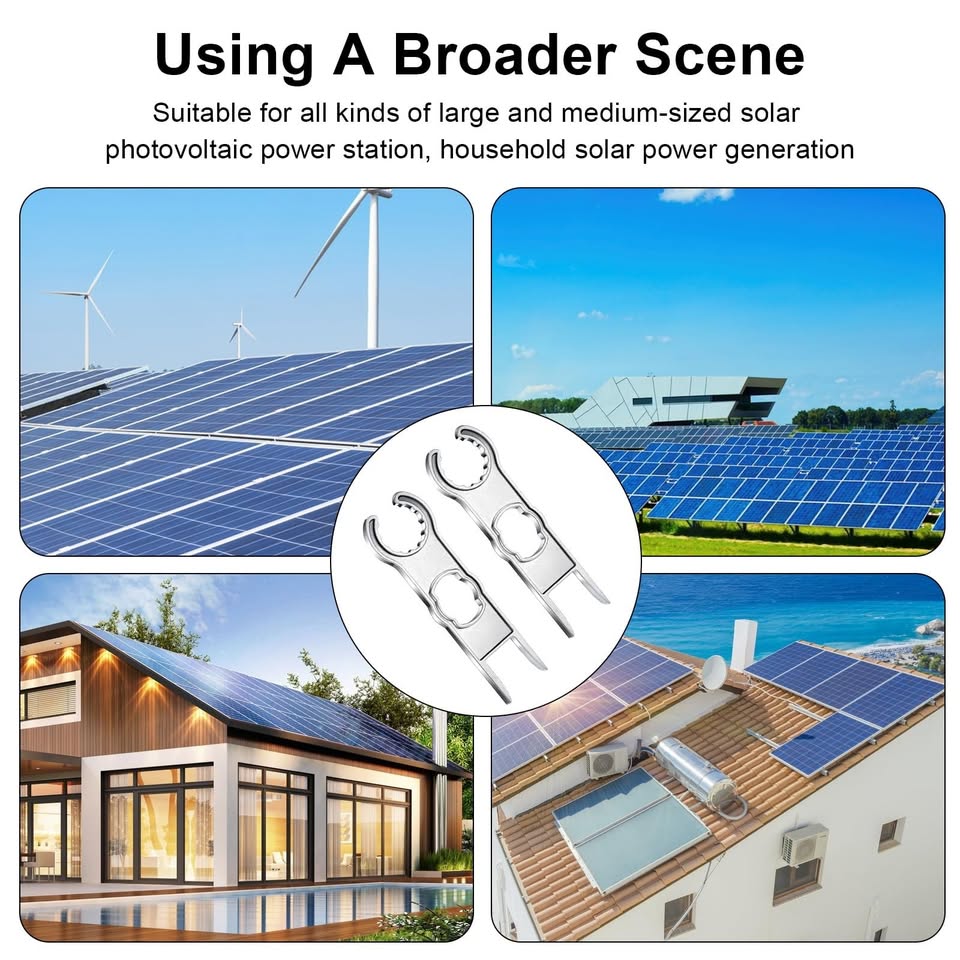 Using A Broader Scene
Suitable for all kinds of large and medium-sized solar
photovoltaic power station, household solar power generation